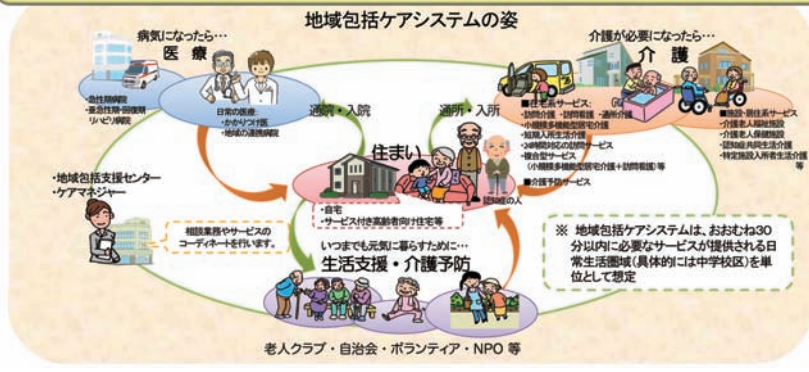 地域包括ケアシステムの姿
病気になったら…
医療
・急性期病院
・亜急性期・回復期
リハビリ病院
日常の医療:
・かかりつけ医
・地域の連携病院
通院・入院
通所・入所
介護が必要になったら…
介護
■在宅系サービス:
・訪問介護・訪問看護・通所介護
・小規模多機能型居宅介護
・短期入所生活介護
・24時間対応の訪問サービス
・複合型サービス
(小規模多機能型居宅介護+訪問看護)等
■介護予防サービス
■施設・居住系サービス
・介護老人福祉施設
・介護老人保健施設
・認知症共同生活介護
・特定施設入所者生活介護
等
住まい
認知症の人
・自宅
・サービス付き高齢者向け住宅等
・地域包括支援センター
・ケアマネジャー
相談業務やサービスの
コーディネートを行います。
いつまでも元気に暮らすために…
生活支援・介護予防
老人クラブ・自治会・ボランティア・NPO 等
※ 地域包括ケアシステムは、おおむね30
分以内に必要なサービスが提供される日
常生活圏域(具体的には中学校区)を単
位として想定